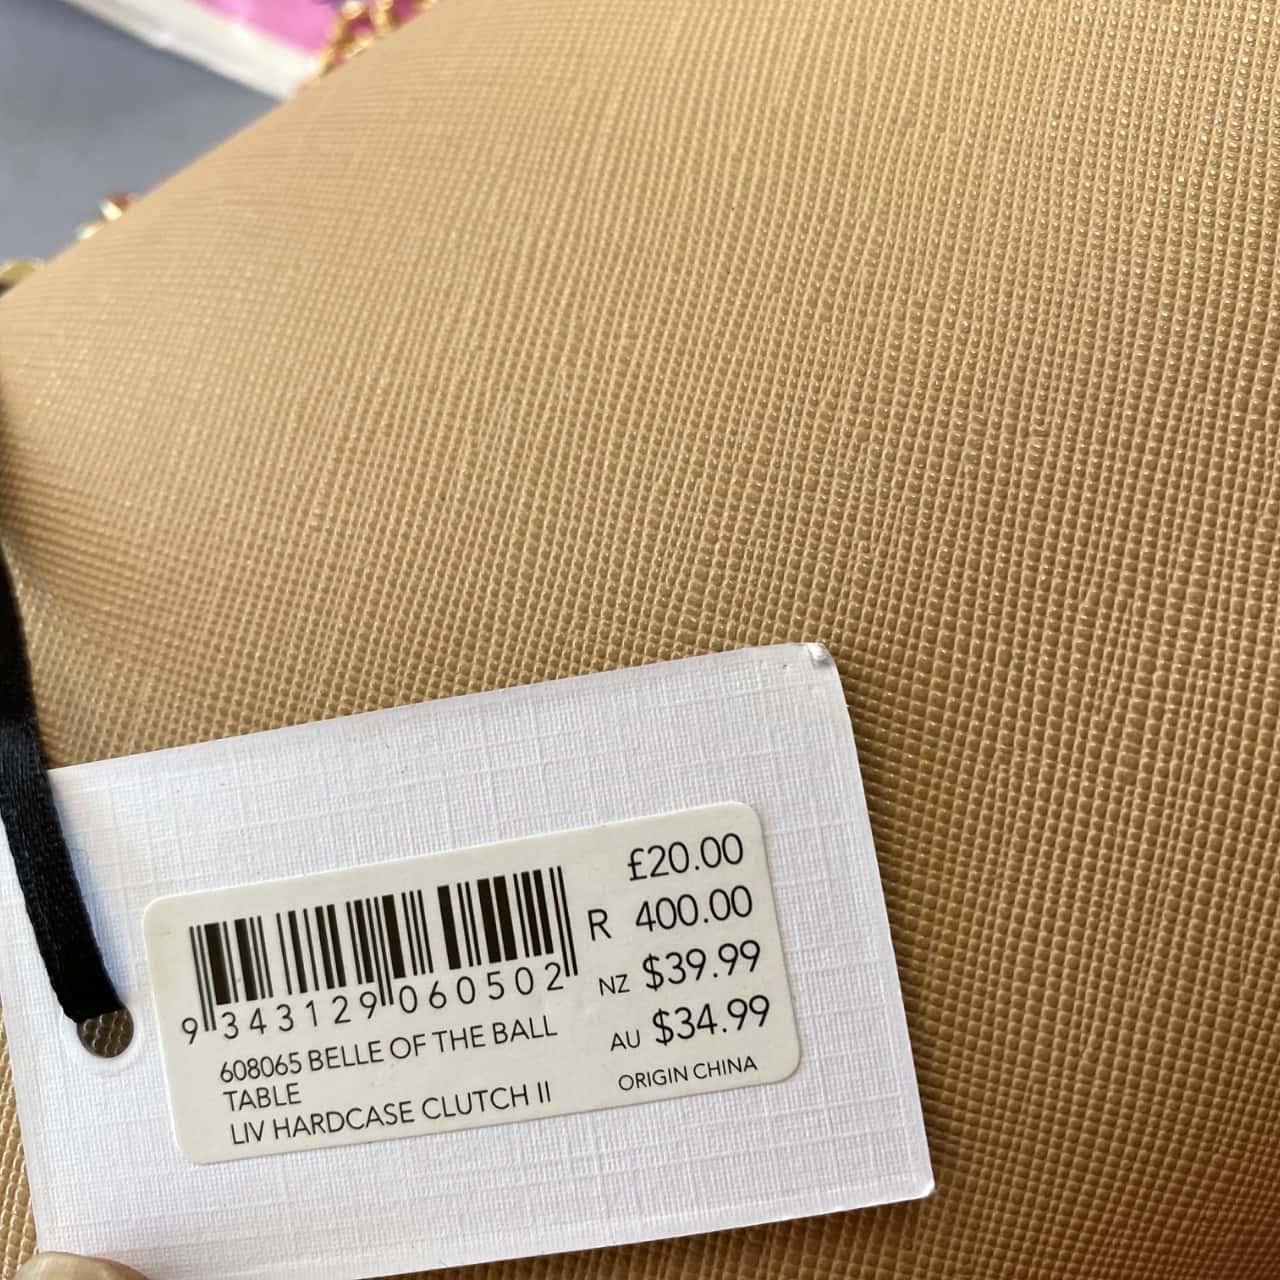 £20.00
R 400.00
NZ $39.99
AU $34.99
ORIGIN CHINA
9 343129 060502
608065 BELLE OF THE BALL
TABLE
LIV HARDCASE CLUTCH II